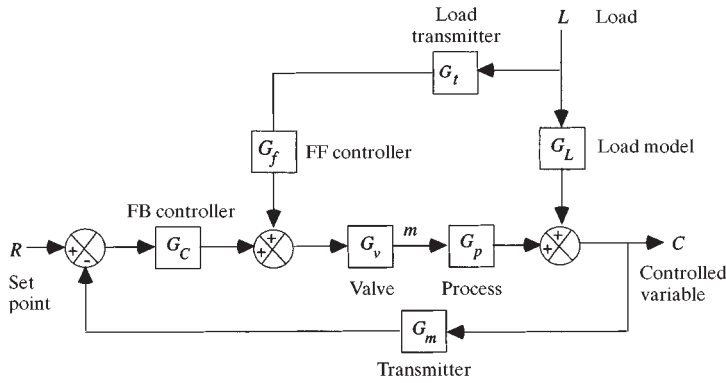 Load
transmitter
L Load
G_t
G_f FF controller
G_L Load model
FB controller
+ +
+ +
R + - G_C + G_v m G_p + C
Set
point
Valve Process
Controlled
variable
G_m
Transmitter